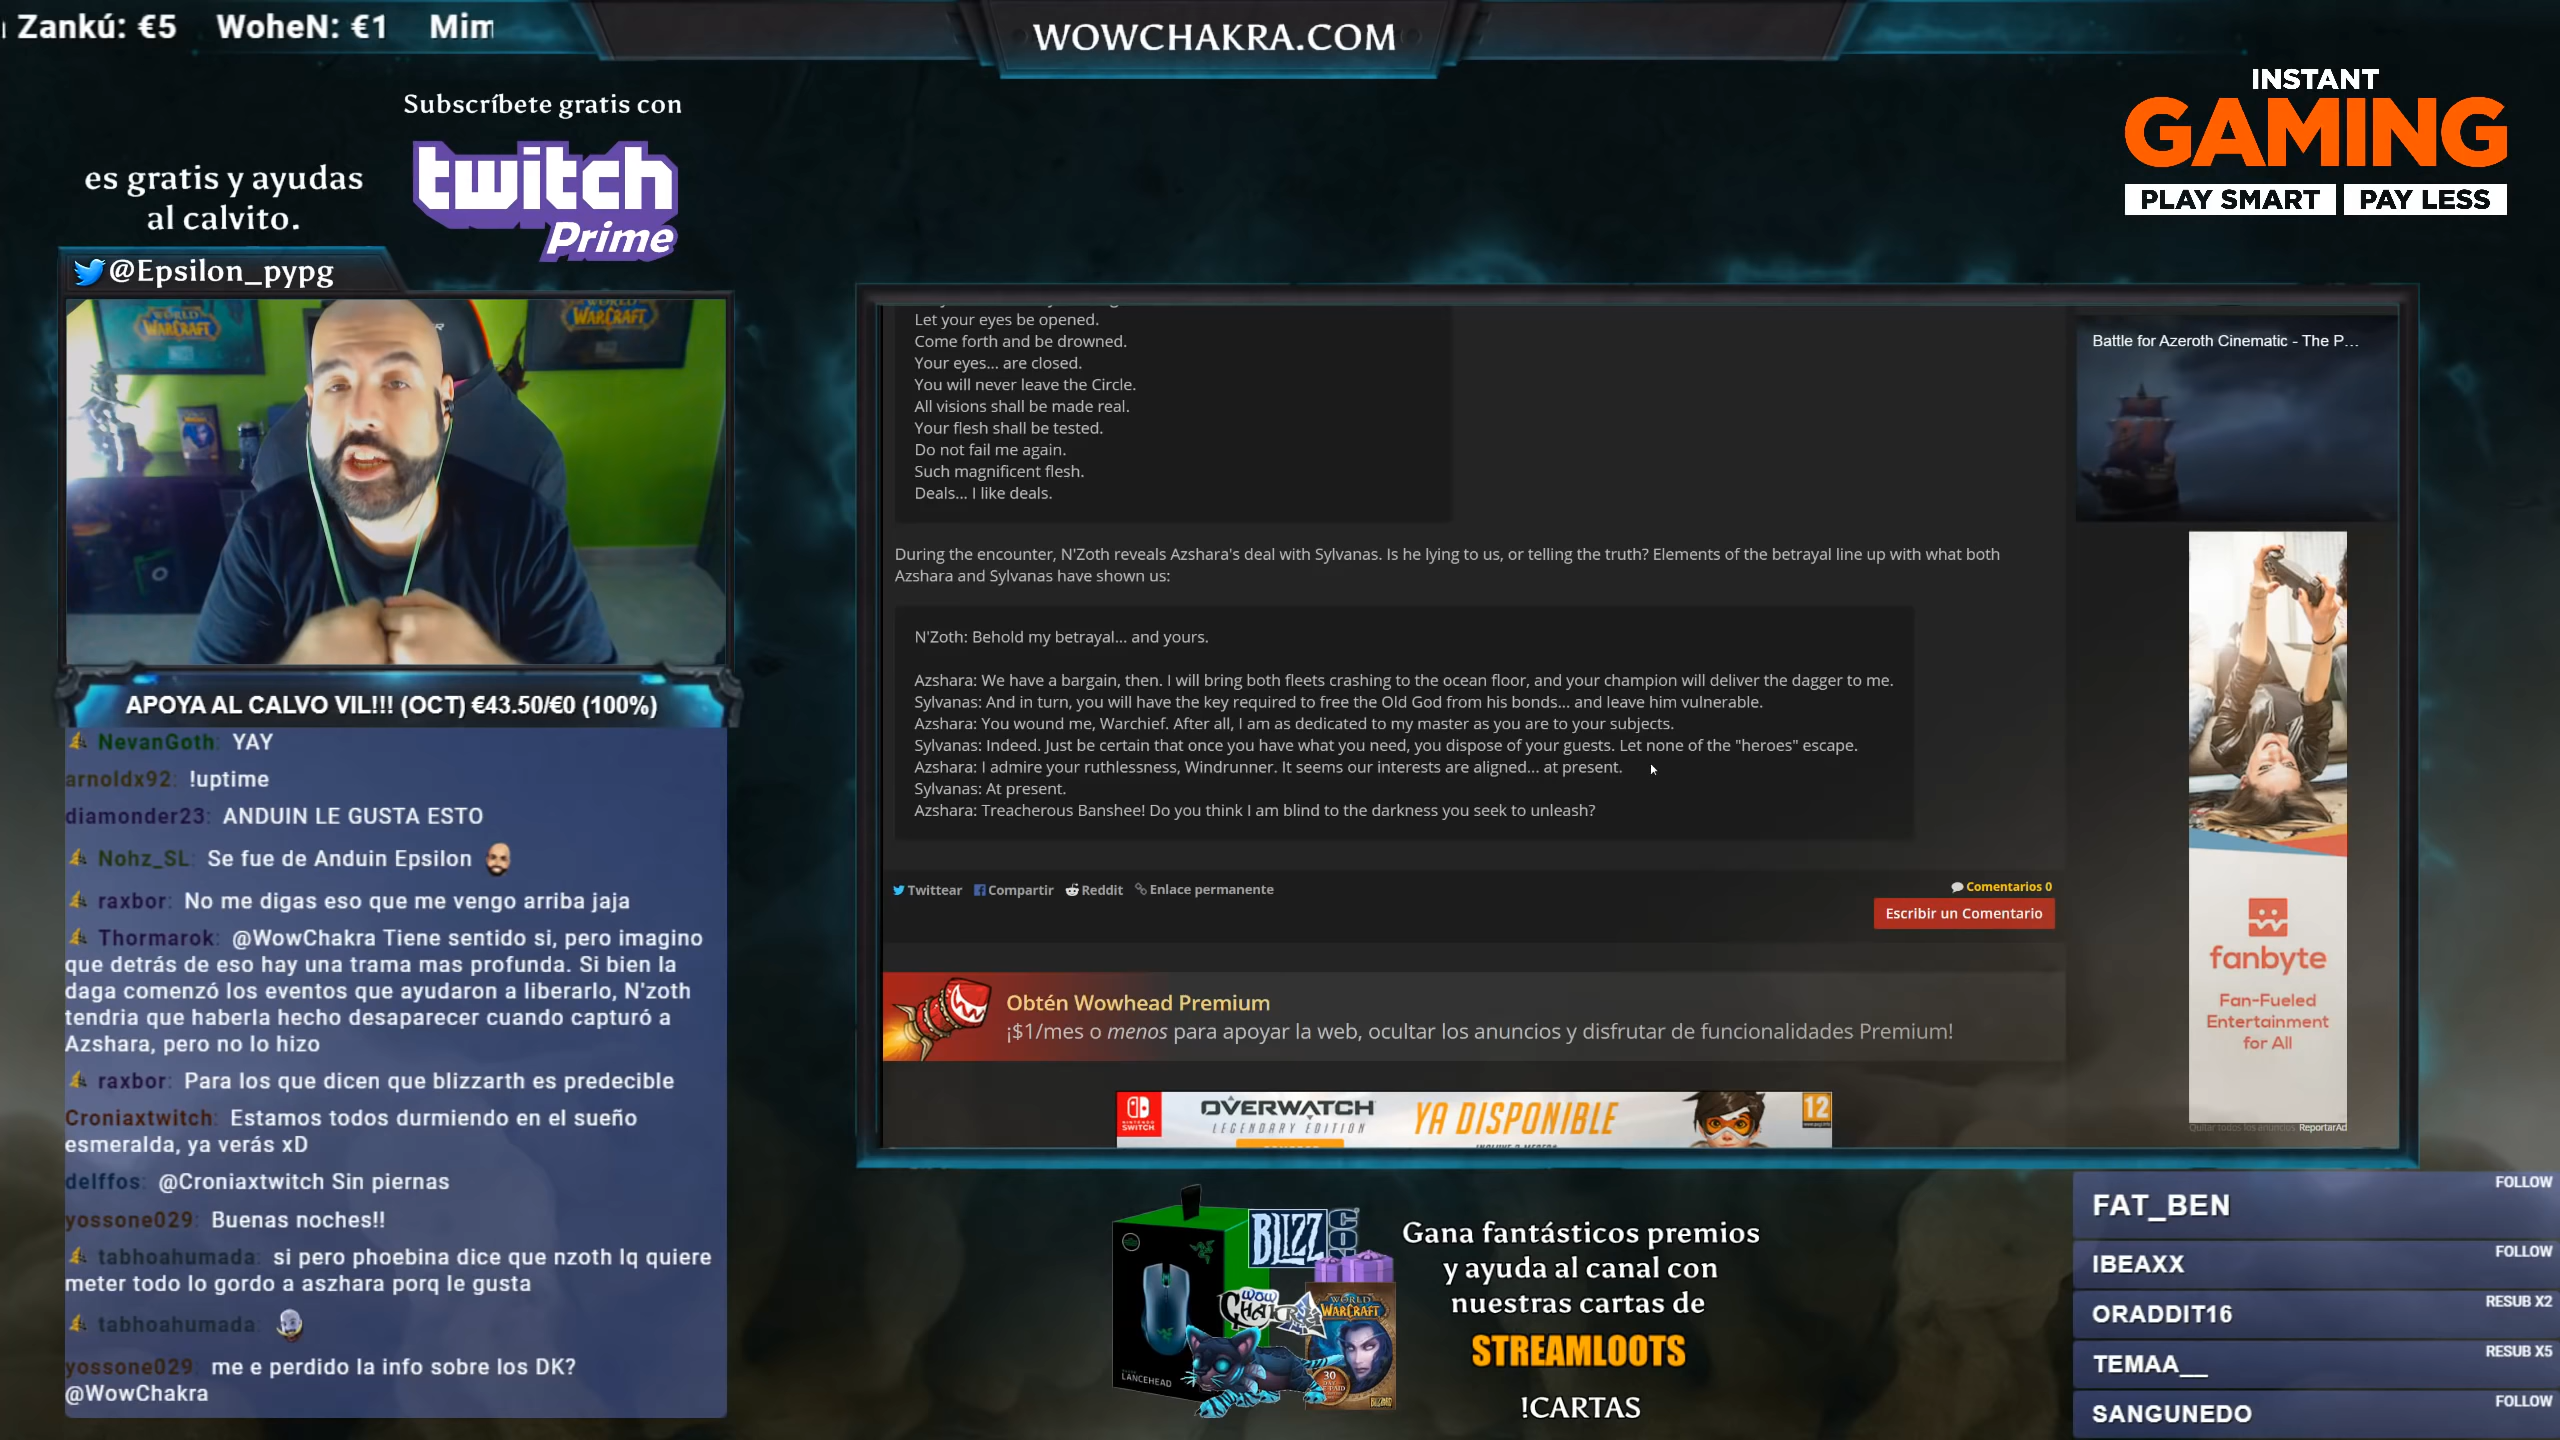 Zankú: €5 WoheN: €1 Mim
WOWCHAKRA.COM
Subscríbete gratis con
twitch
Prime
es gratis y ayudas
al calvito.
@Epsilon_pypg
INSTANT
GAMING
PLAY SMART PAY LESS
WORLD
WARCRAFT
WORLD
WARCRAFT
APOYA AL CALVO VIL!!! (OCT) €43.50/€0 (100%)
NevanGoth: YAY
arnoldx92: !uptime
diamonder23: ANDUIN LE GUSTA ESTO
Nohz_SL: Se fue de Anduin Epsilon
raxbor: No me digas eso que me vengo arriba jaja
Thormarok: @WowChakra Tiene sentido si, pero imagino
que detrás de eso hay una trama mas profunda. Si bien la
daga comenzó los eventos que ayudaron a liberarlo, N'zoth
tendria que haberla hecho desaparecer cuando capturó a
Azshara, pero no lo hizo
raxbor: Para los que dicen que blizzarth es predecible
Croniaxtwitch: Estamos todos durmiendo en el sueño
esmeralda, ya verás xD
delffos: @Croniaxtwitch Sin piernas
yossone029: Buenas noches!!
tabhoahumada: si pero phoebina dice que nzoth lq quiere
meter todo lo gordo a aszhara porq le gusta
tabhoahumada:
yossone029: me e perdido la info sobre los DK?
@WowChakra
Let your eyes be opened.
Come forth and be drowned.
Your eyes... are closed.
You will never leave the Circle.
All visions shall be made real.
Your flesh shall be tested.
Do not fail me again.
Such magnificent flesh.
Deals... I like deals.
During the encounter, N'Zoth reveals Azshara's deal with Sylvanas. Is he lying to us, or telling the truth? Elements of the betrayal line up with what both
Azshara and Sylvanas have shown us:
N'Zoth: Behold my betrayal... and yours.
Azshara: We have a bargain, then. I will bring both fleets crashing to the ocean floor, and your champion will deliver the dagger to me.
Sylvanas: And in turn, you will have the key required to free the Old God from his bonds... and leave him vulnerable.
Azshara: You wound me, Warchief. After all, I am as dedicated to my master as you are to your subjects.
Sylvanas: Indeed. Just be certain that once you have what you need, you dispose of your guests. Let none of the "heroes" escape.
Azshara: I admire your ruthlessness, Windrunner. It seems our interests are aligned... at present.
Sylvanas: At present.
Azshara: Treacherous Banshee! Do you think I am blind to the darkness you seek to unleash?
Twittear Compartir Reddit Enlace permanente
Comentarios 0
Escribir un Comentario
Obtén Wowhead Premium
¡$1/mes o menos para apoyar la web, ocultar los anuncios y disfrutar de funcionalidades Premium!
NINTENDO
SWITCH
OVERWATCH
LEGENDARY EDITION
YA DISPONIBLE
12
Battle for Azeroth Cinematic - The P...
fanbyte
Fan-Fueled
Entertainment
for All
Quitar todos los anuncios ReportarAd
BLIZZ
CON
WOW
CHAKRA
WORLD
WARCRAFT
30
LANCEHEAD
BLIZZARD
Gana fantásticos premios
y ayuda al canal con
nuestras cartas de
STREAMLOOTS
!CARTAS
FOLLOW
FAT_BEN
FOLLOW
IBEAXX
RESUB X2
ORADDIT16
RESUB X5
TEMAA__
FOLLOW
SANGUNEDO